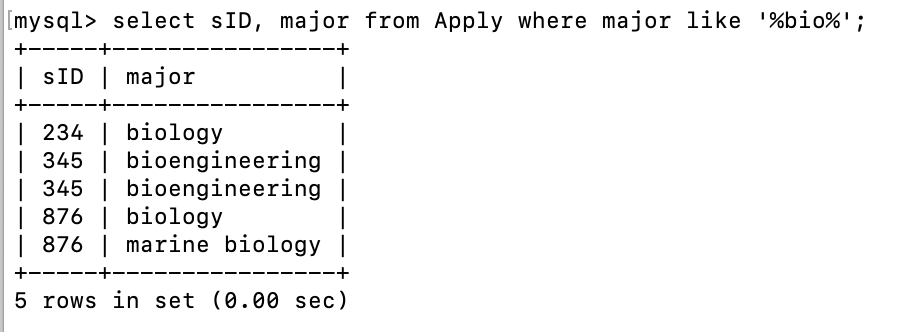 [mysql> select sID, major from Apply where major like '%bio%';
+-----+----------------+
| sID | major          |
+-----+----------------+
| 234 | biology        |
| 345 | bioengineering |
| 345 | bioengineering |
| 876 | biology        |
| 876 | marine biology |
+-----+----------------+
5 rows in set (0.00 sec)